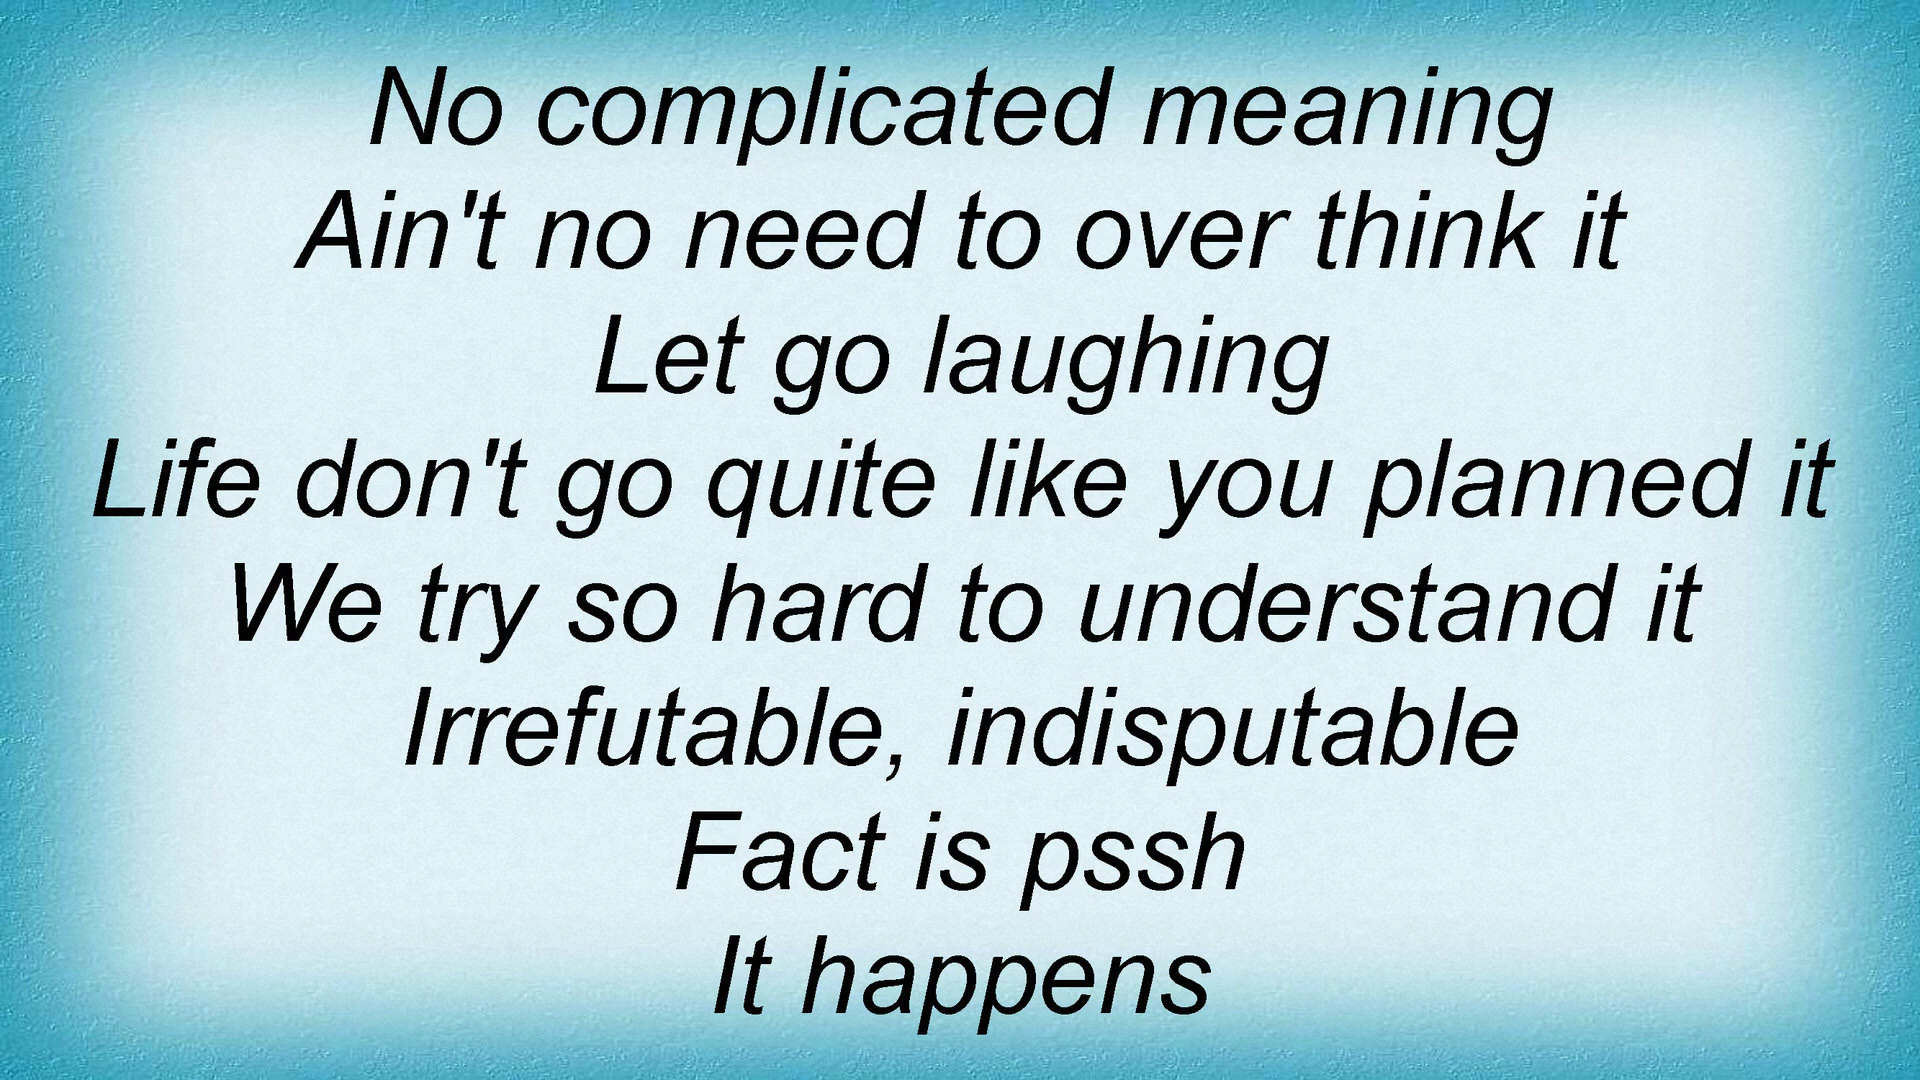 No complicated meaning
Ain't no need to over think it
Let go laughing
Life don't go quite like you planned it
We try so hard to understand it
Irrefutable, indisputable
Fact is pssh
It happens